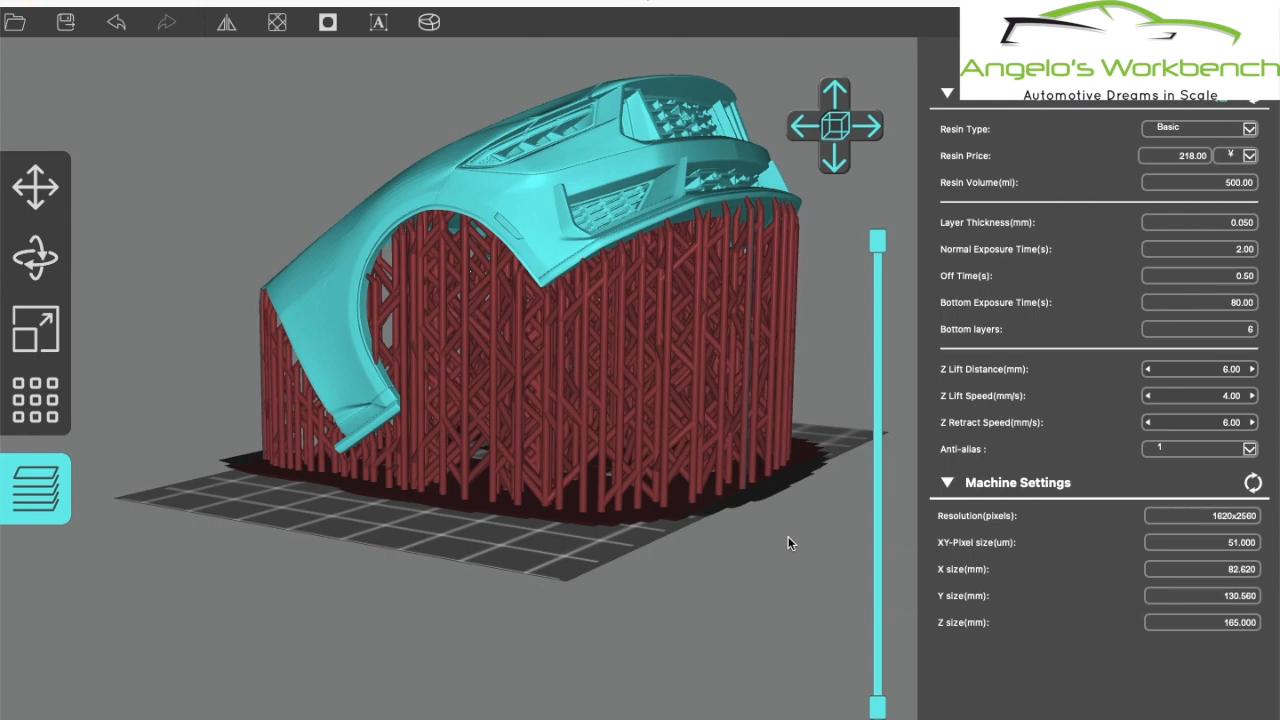 Angelo's Workbench
Automotive Dreams in Scale
Resin Type: Basic
Resin Price: 218.00 ¥
Resin Volume(ml): 500.00
Layer Thickness(mm): 0.050
Normal Exposure Time(s): 2.00
Off Time(s): 0.50
Bottom Exposure Time(s): 80.00
Bottom layers: 6
Z Lift Distance(mm): 6.00
Z Lift Speed(mm/s): 4.00
Z Retract Speed(mm/s): 6.00
Anti-alias : 1
Machine Settings
Resolution(pixels): 1620x2560
XY-Pixel size(um): 51.000
X size(mm): 82.620
Y size(mm): 130.560
Z size(mm): 165.000